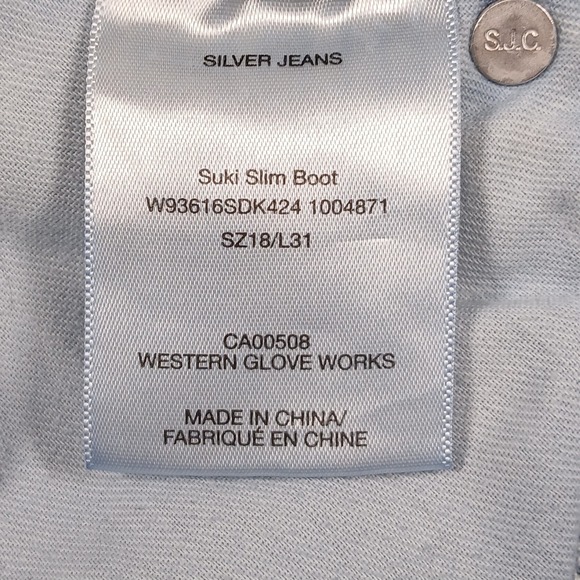 S.J.C.
SILVER JEANS
Suki Slim Boot
W93616SDK424 1004871
SZ18/L31
CA00508
WESTERN GLOVE WORKS
MADE IN CHINA/
FABRIQUÉ EN CHINE